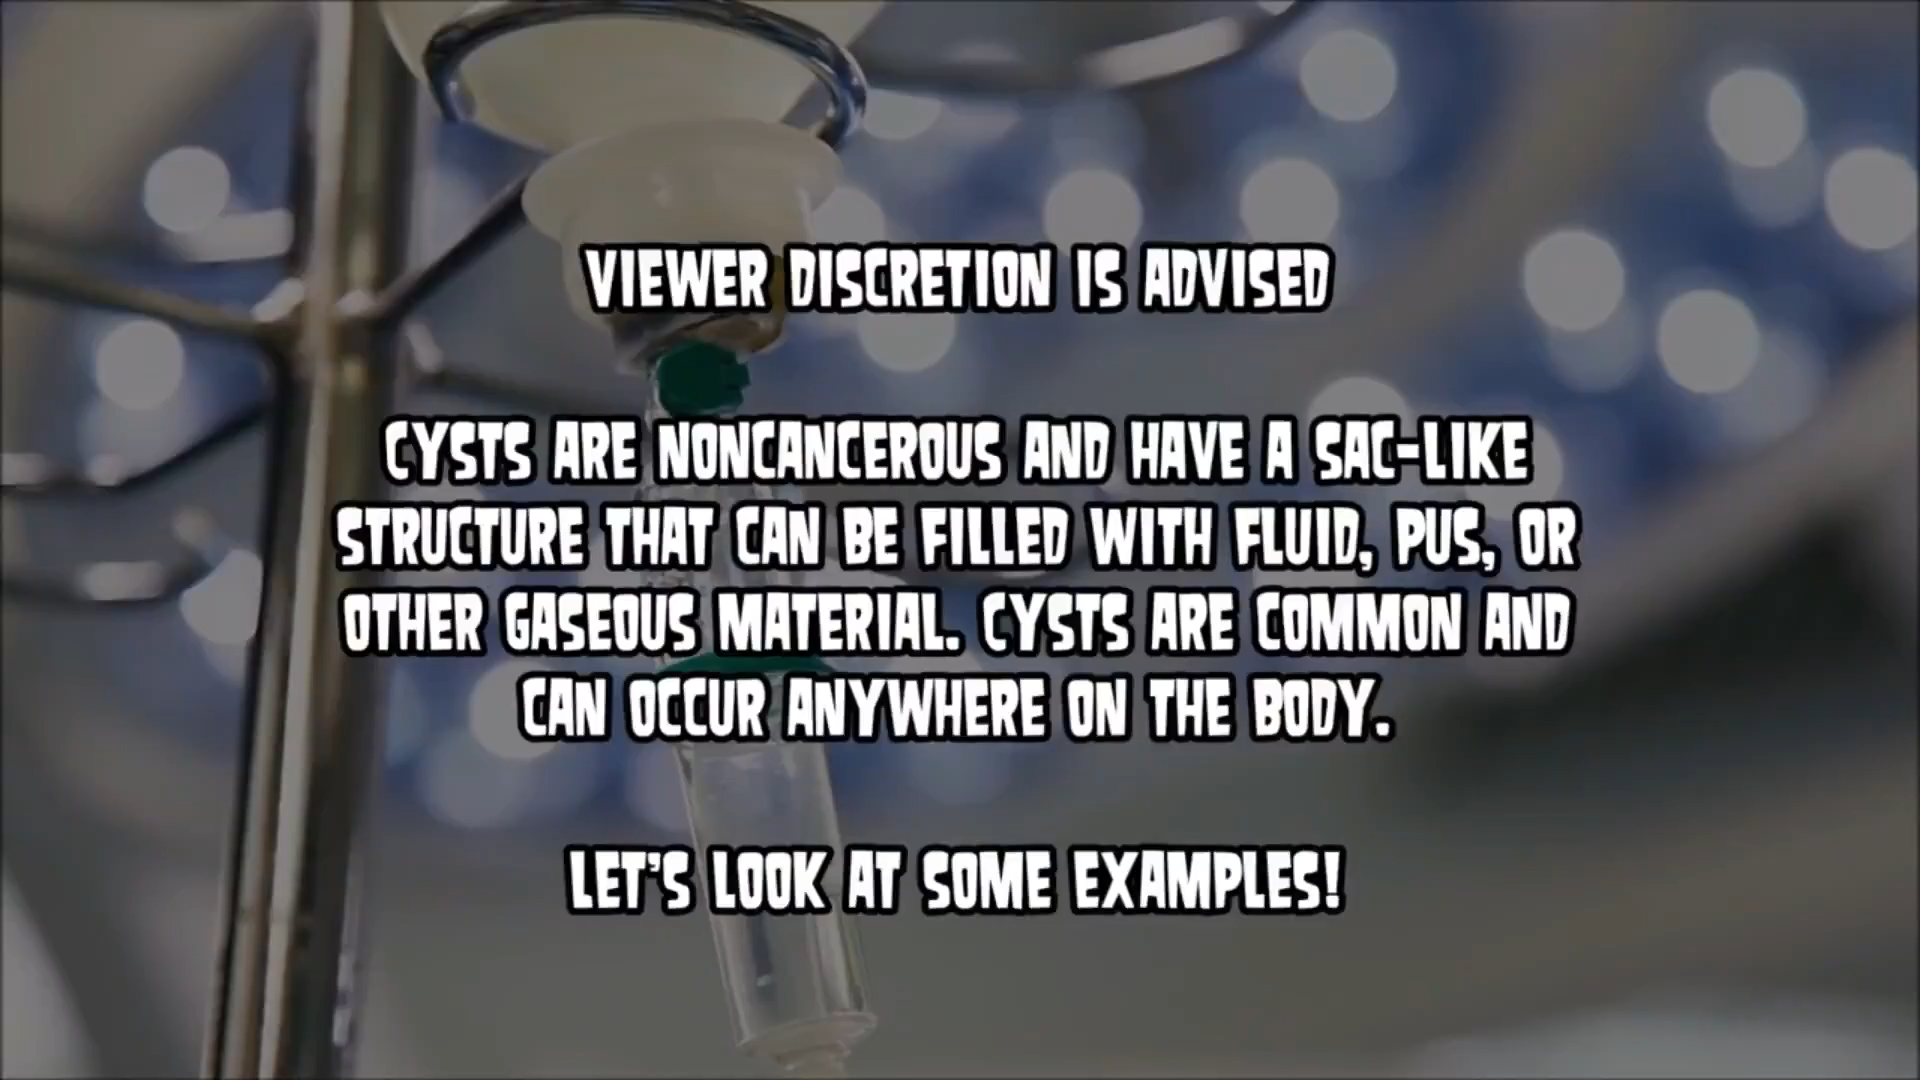 VIEWER DISCRETION IS ADVISED
CYSTS ARE NONCANCEROUS AND HAVE A SAC-LIKE
STRUCTURE THAT CAN BE FILLED WITH FLUID, PUS, OR
OTHER GASEOUS MATERIAL. CYSTS ARE COMMON AND
CAN OCCUR ANYWHERE ON THE BODY.
LET'S LOOK AT SOME EXAMPLES!